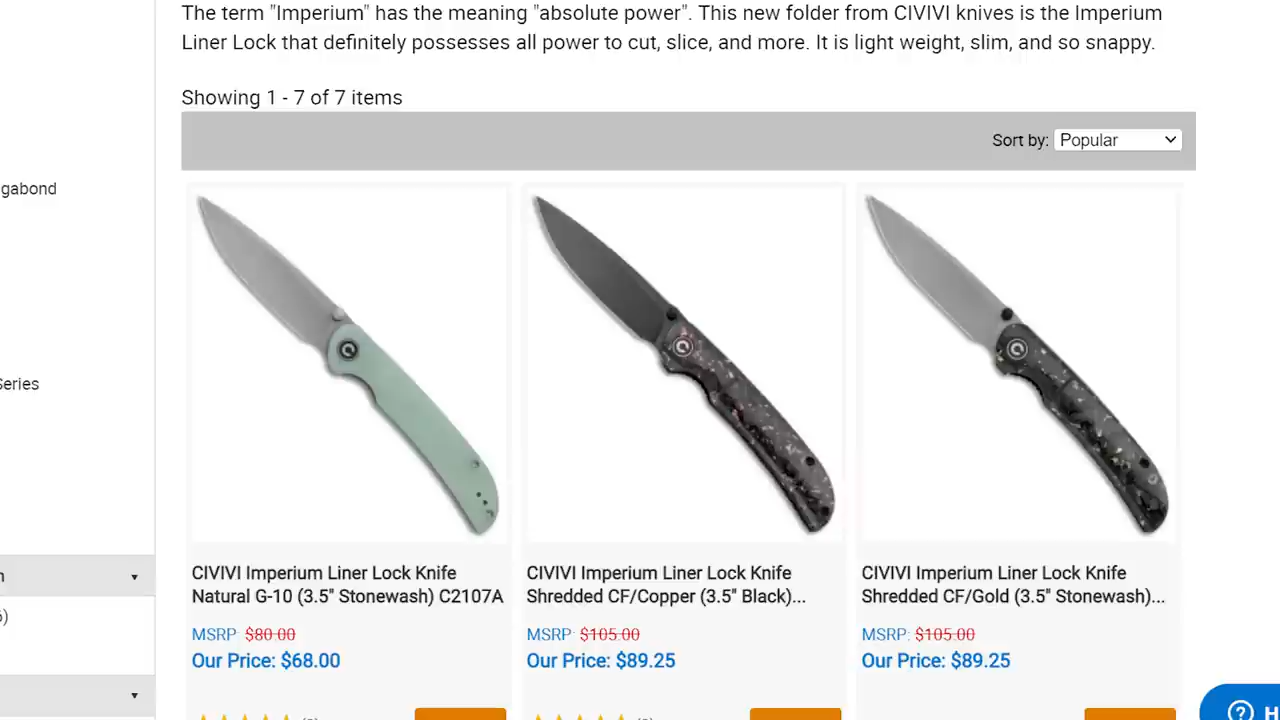 The term "Imperium" has the meaning "absolute power". This new folder from CIVIVI knives is the Imperium
Liner Lock that definitely possesses all power to cut, slice, and more. It is light weight, slim, and so snappy.
Showing 1 - 7 of 7 items
Sort by: Popular
gabond
Series
CIVIVI Imperium Liner Lock Knife
Natural G-10 (3.5" Stonewash) C2107A
MSRP: $80.00
Our Price: $68.00
CIVIVI Imperium Liner Lock Knife
Shredded CF/Copper (3.5" Black)...
MSRP: $105.00
Our Price: $89.25
CIVIVI Imperium Liner Lock Knife
Shredded CF/Gold (3.5" Stonewash)...
MSRP: $105.00
Our Price: $89.25